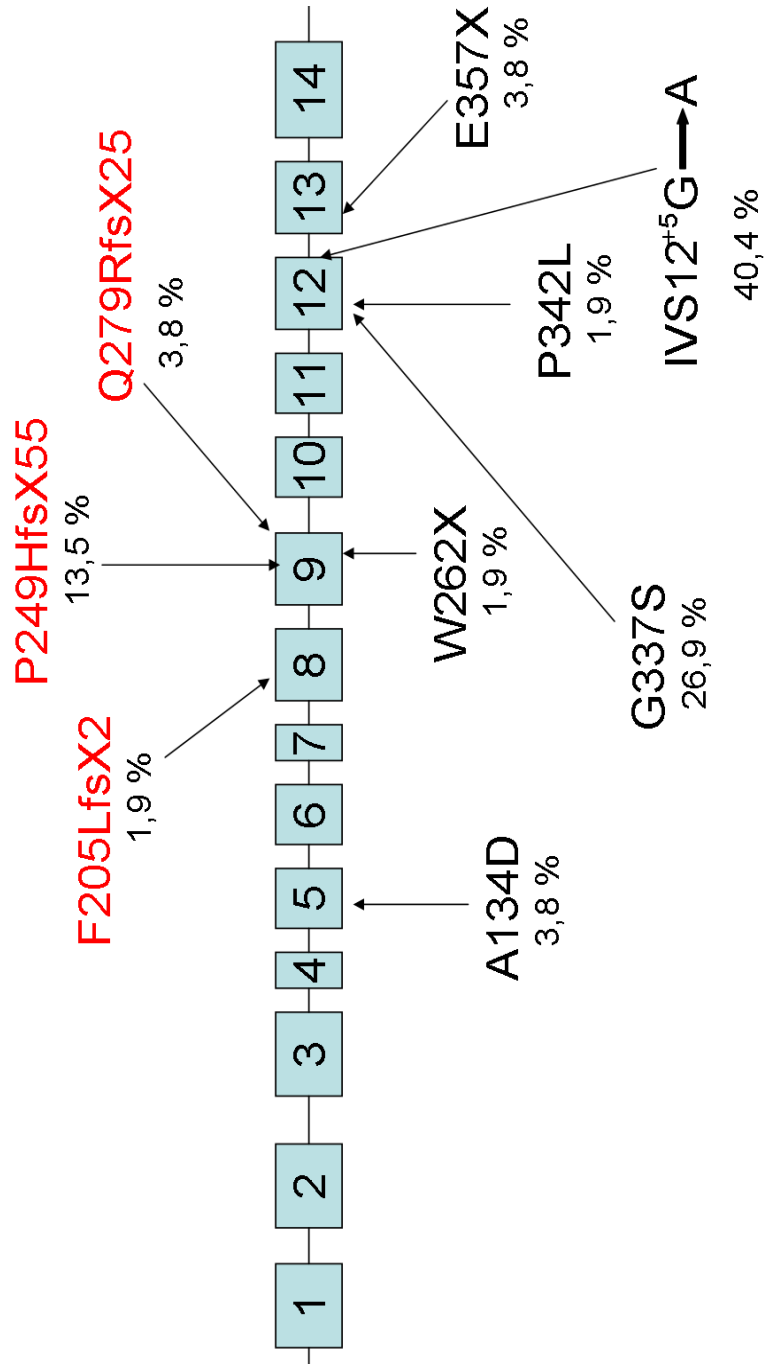 F205LfsX2
1,9 %
P249HfsX55
13,5 %
Q279RfsX25
3,8 %
1 2 3 4 5 6 7 8 9 10 11 12 13 14
A134D
3,8 %
W262X
1,9 %
G337S
26,9 %
P342L
1,9 %
E357X
3,8 %
IVS12⁺⁵G→A
40,4 %